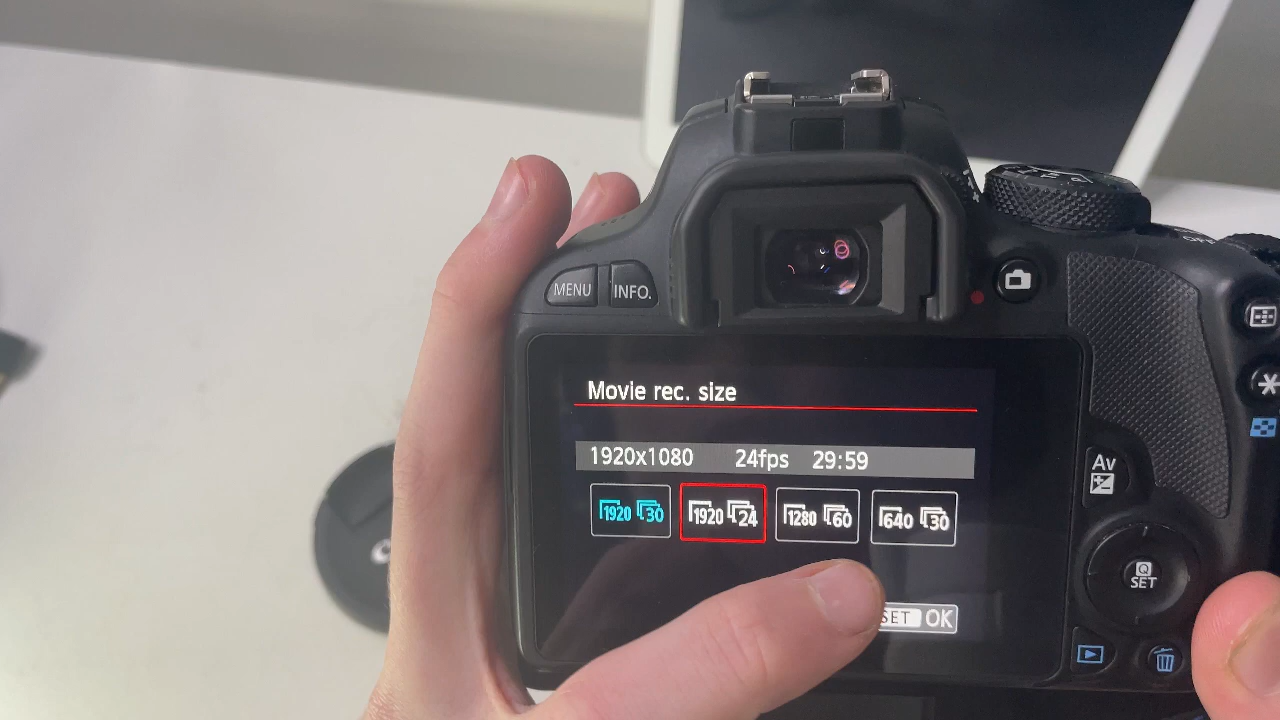 OFF
MENU
INFO.
Movie rec. size
1920x1080 24fps 29:59
1920 30
1920 24
1280 60
640 30
Av
Q
SET
SET OK